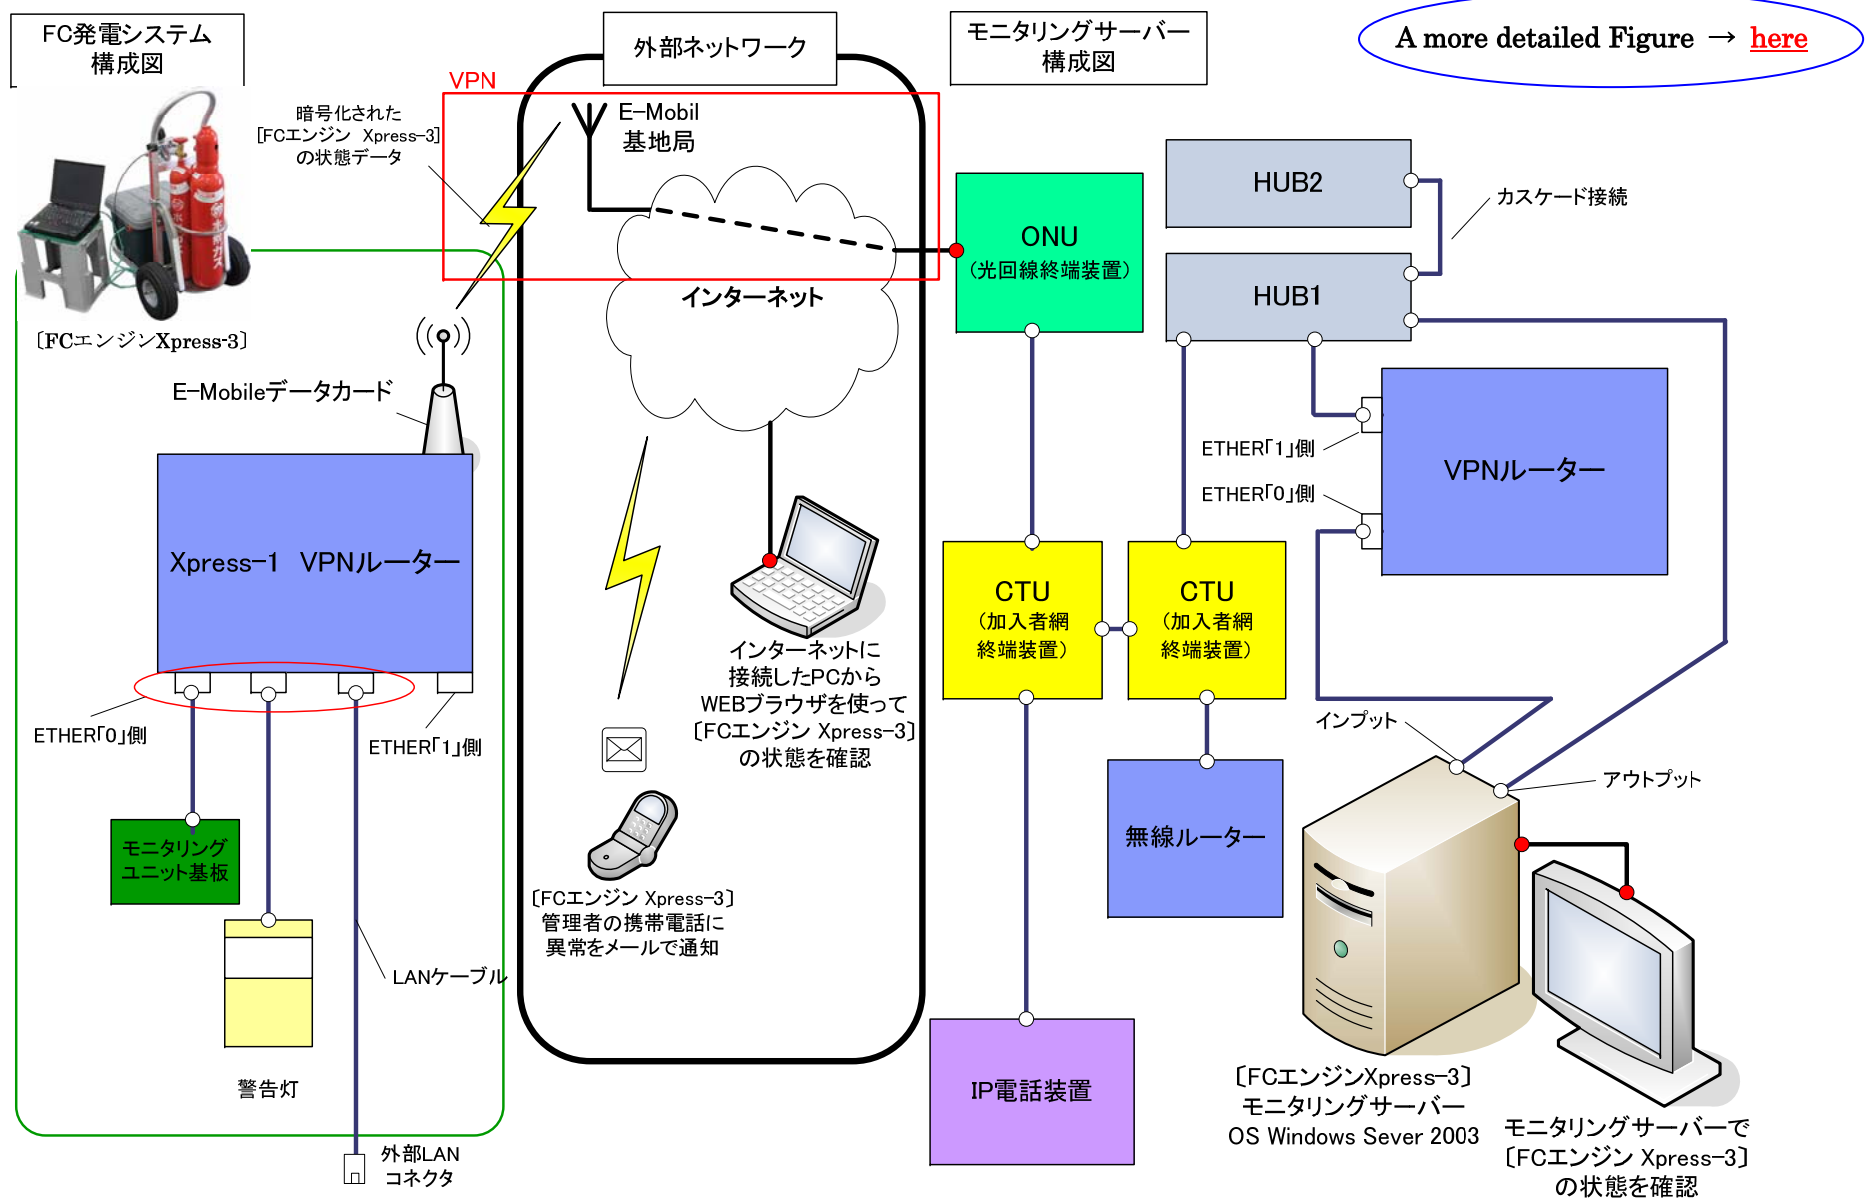 FC発電システム
構成図
外部ネットワーク
モニタリングサーバー
構成図
A more detailed Figure → here
VPN
暗号化された
[FCエンジン Xpress-3]
の状態データ
E-Mobil
基地局
インターネット
〔FCエンジンXpress-3〕
E-Mobileデータカード
Xpress-1 VPNルーター
ETHER「0」側
ETHER「1」側
モニタリング
ユニット基板
警告灯
LANケーブル
外部LAN
コネクタ
インターネットに
接続したPCから
WEBブラウザを使って
〔FCエンジン Xpress-3〕
の状態を確認
〔FCエンジン Xpress-3〕
管理者の携帯電話に
異常をメールで通知
ONU
(光回線終端装置)
HUB2
カスケード接続
HUB1
ETHER「1」側
ETHER「0」側
VPNルーター
CTU
(加入者網
終端装置)
CTU
(加入者網
終端装置)
無線ルーター
IP電話装置
インプット
アウトプット
〔FCエンジンXpress-3〕
モニタリングサーバー
OS Windows Sever 2003
モニタリングサーバーで
〔FCエンジン Xpress-3〕
の状態を確認